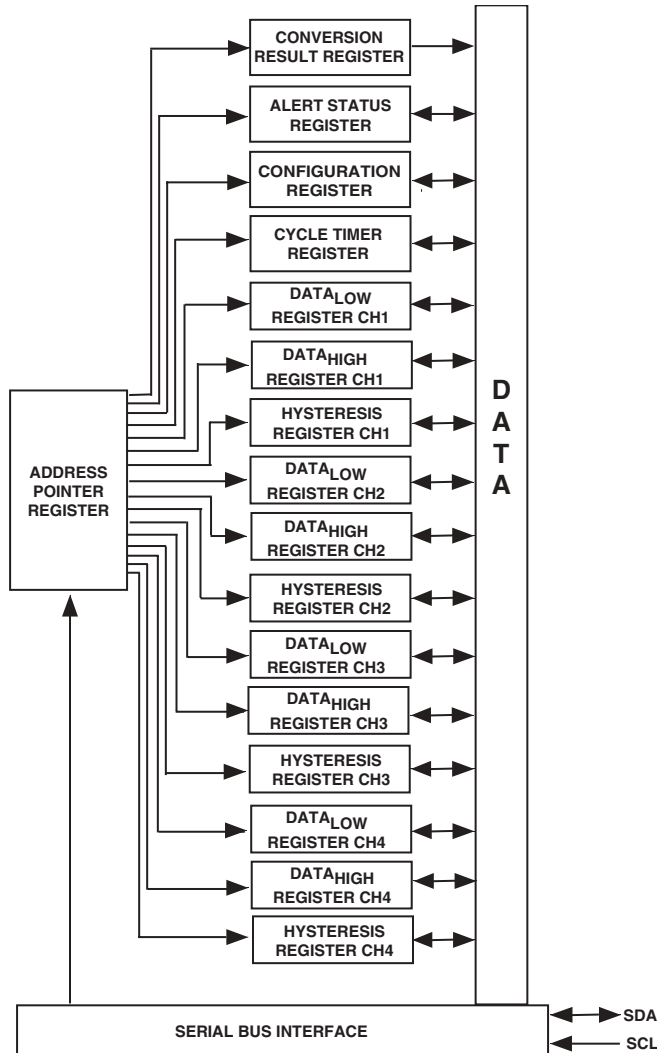 CONVERSION
RESULT REGISTER
ALERT STATUS
REGISTER
CONFIGURATION
REGISTER
CYCLE TIMER
REGISTER
DATALOW
REGISTER CH1
DATAHIGH
REGISTER CH1
HYSTERESIS
REGISTER CH1
DATALOW
REGISTER CH2
DATAHIGH
REGISTER CH2
HYSTERESIS
REGISTER CH2
DATALOW
REGISTER CH3
DATAHIGH
REGISTER CH3
HYSTERESIS
REGISTER CH3
DATALOW
REGISTER CH4
DATAHIGH
REGISTER CH4
HYSTERESIS
REGISTER CH4
ADDRESS
POINTER
REGISTER
D
A
T
A
SERIAL BUS INTERFACE
SDA
SCL